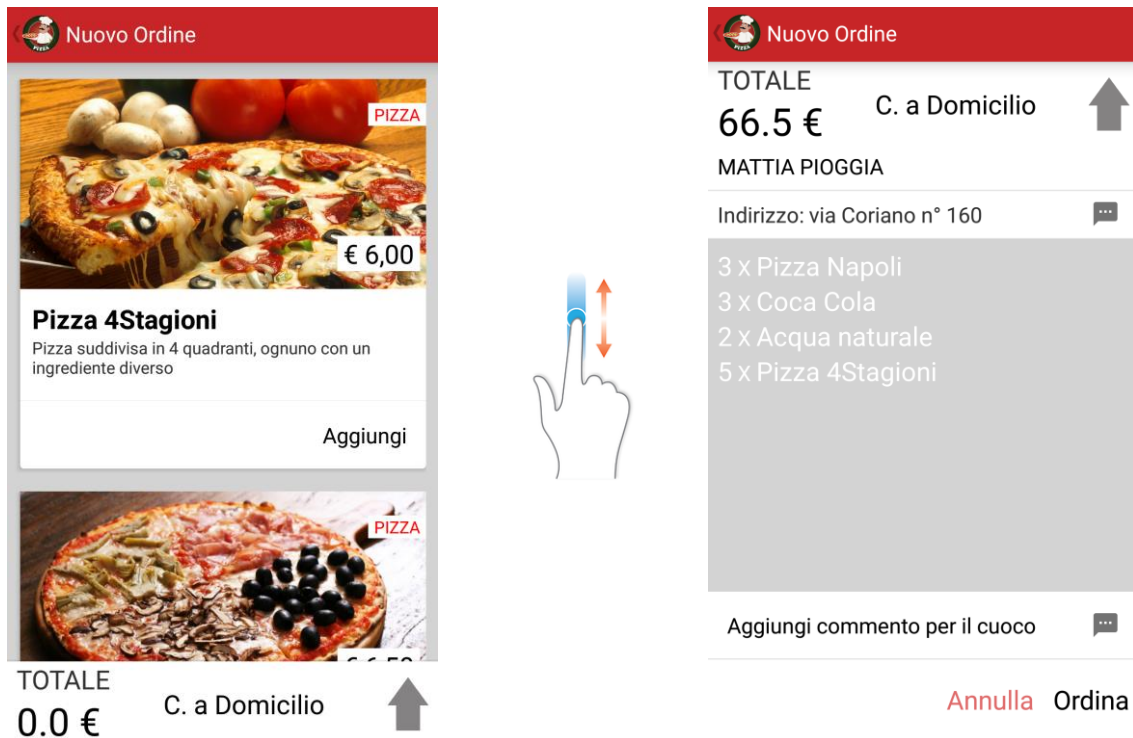 Nuovo Ordine
PIZZA
€ 6,00
Pizza 4Stagioni
Pizza suddivisa in 4 quadranti, ognuno con un
ingrediente diverso
Aggiungi
PIZZA
TOTALE
0.0 €
C. a Domicilio
Nuovo Ordine
TOTALE
66.5 €
C. a Domicilio
MATTIA PIOGGIA
Indirizzo: via Coriano n° 160
3 x Pizza Napoli
3 x Coca Cola
2 x Acqua naturale
5 x Pizza 4Stagioni
Aggiungi commento per il cuoco
Annulla Ordina